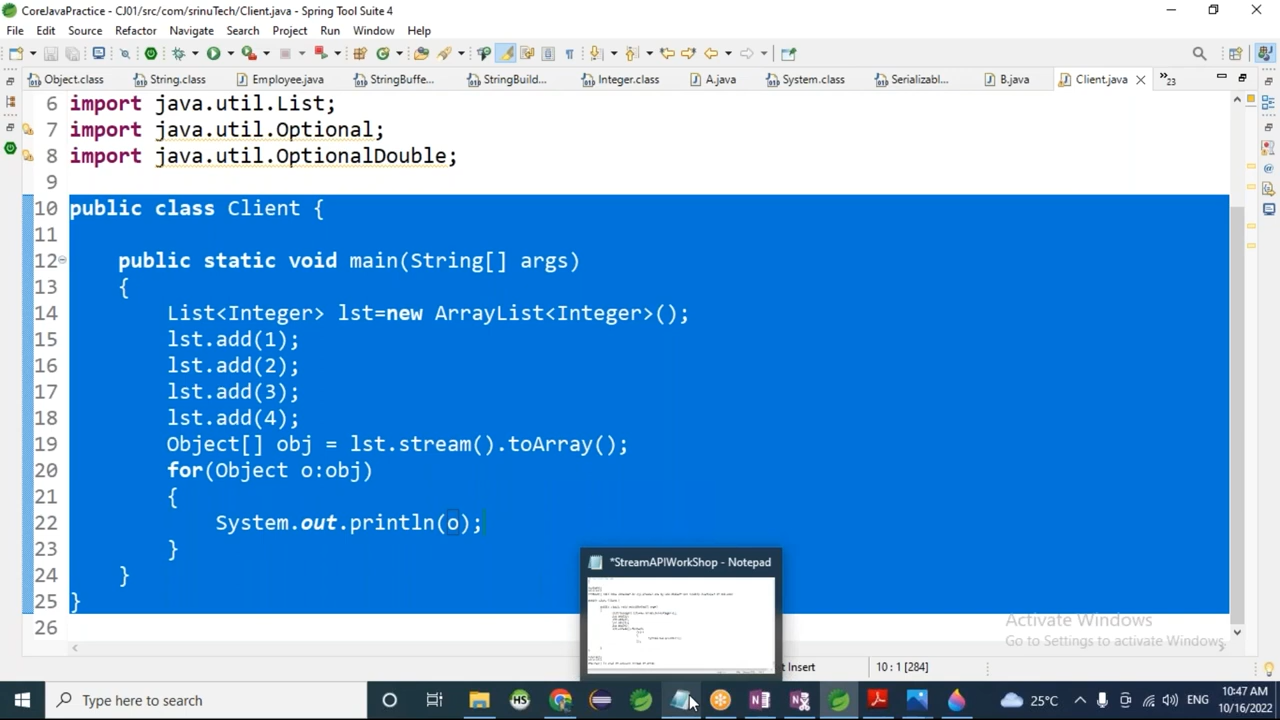 CoreJavaPractice - CJ01/src/com/srinuTech/Client.java - Spring Tool Suite 4
File Edit Source Refactor Navigate Search Project Run Window Help
Object.class String.class Employee.java StringBuffe... StringBuild... Integer.class A.java System.class Serializabl... B.java Client.java 23
6 import java.util.List;
7 import java.util.Optional;
8 import java.util.OptionalDouble;
9
10 public class Client {
11
12 public static void main(String[] args)
13 {
14 List<Integer> lst=new ArrayList<Integer>();
15 lst.add(1);
16 lst.add(2);
17 lst.add(3);
18 lst.add(4);
19 Object[] obj = lst.stream().toArray();
20 for(Object o:obj)
21 {
22 System.out.println(o);
23 }
24 }
25 }
26
*StreamAPIWorkShop - Notepad
Activate Windows
Go to Settings to activate Windows.
t Insert 10 : 1 [284]
Type here to search
HS
25°C
ENG
10:47 AM
10/16/2022